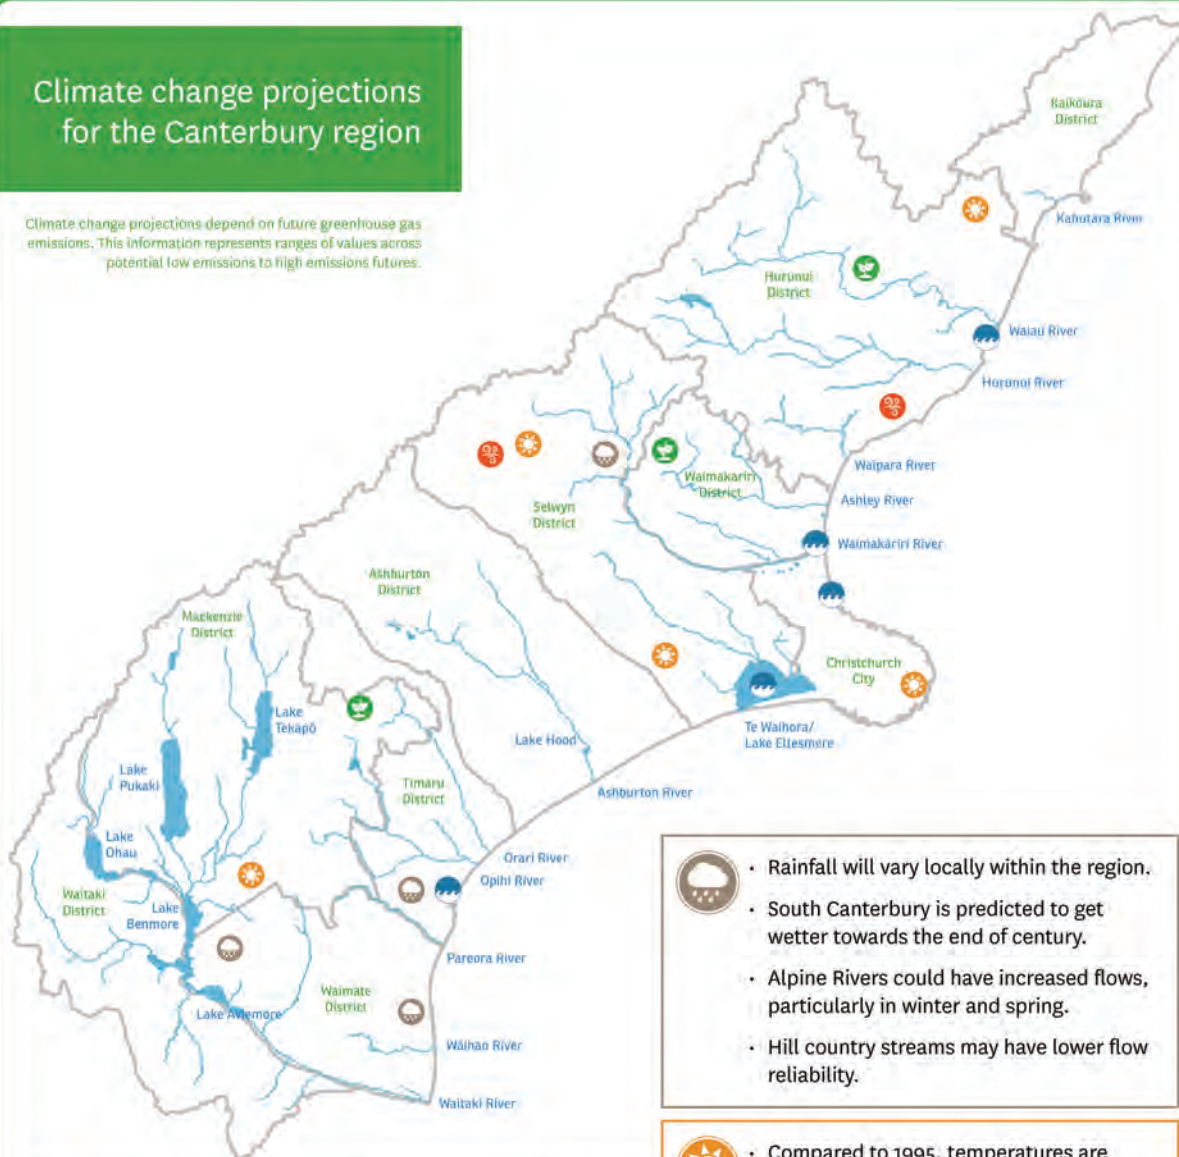 Climate change projections
for the Canterbury region
Climate change projections depend on future greenhouse gas
emissions. This information represents ranges of values across
potential low emissions to high emissions futures.
Kaikōura
District
Kahutara River
Hurunui
District
Waiau River
Hurunui River
Waipara River
Waimakariri
District
Ashley River
Selwyn
District
Waimakariri River
Ashburton
District
Mackenzie
District
Christchurch
City
Lake
Tekapō
Te Waihora/
Lake Ellesmere
Lake Hood
Lake
Pukaki
Timaru
District
Ashburton River
Lake
Ohau
Orari River
Opihi River
Waitaki
District
Lake
Benmore
Pareora River
Waimate
District
Lake Aviemore
Waihao River
Waitaki River
· Rainfall will vary locally within the region.
· South Canterbury is predicted to get
wetter towards the end of century.
· Alpine Rivers could have increased flows,
particularly in winter and spring.
· Hill country streams may have lower flow
reliability.
· Compared to 1995, temperatures are